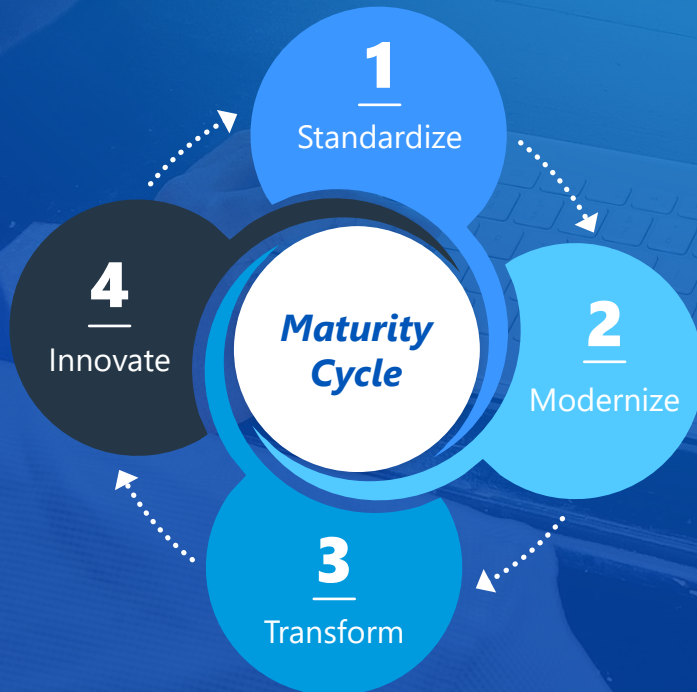 1
Standardize
2
Modernize
3
Transform
4
Innovate
Maturity
Cycle